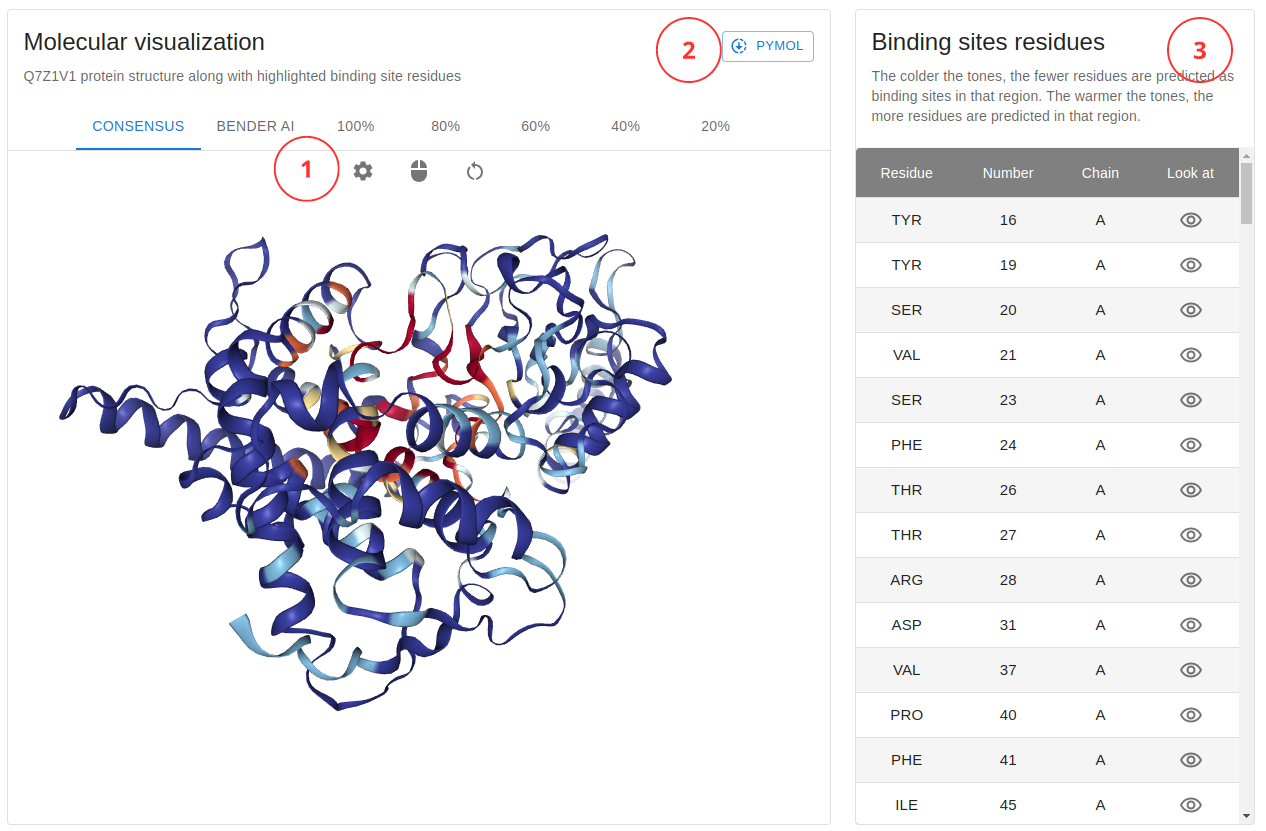 Molecular visualization
2
PYMOL
Q7Z1V1 protein structure along with highlighted binding site residues
CONSENSUS BENDER AI 100% 80% 60% 40% 20%
1
Binding sites residues
3
The colder the tones, the fewer residues are predicted as
binding sites in that region. The warmer the tones, the
more residues are predicted in that region.
Residue Number Chain Look at
TYR 16 A
TYR 19 A
SER 20 A
VAL 21 A
SER 23 A
PHE 24 A
THR 26 A
THR 27 A
ARG 28 A
ASP 31 A
VAL 37 A
PRO 40 A
PHE 41 A
ILE 45 A